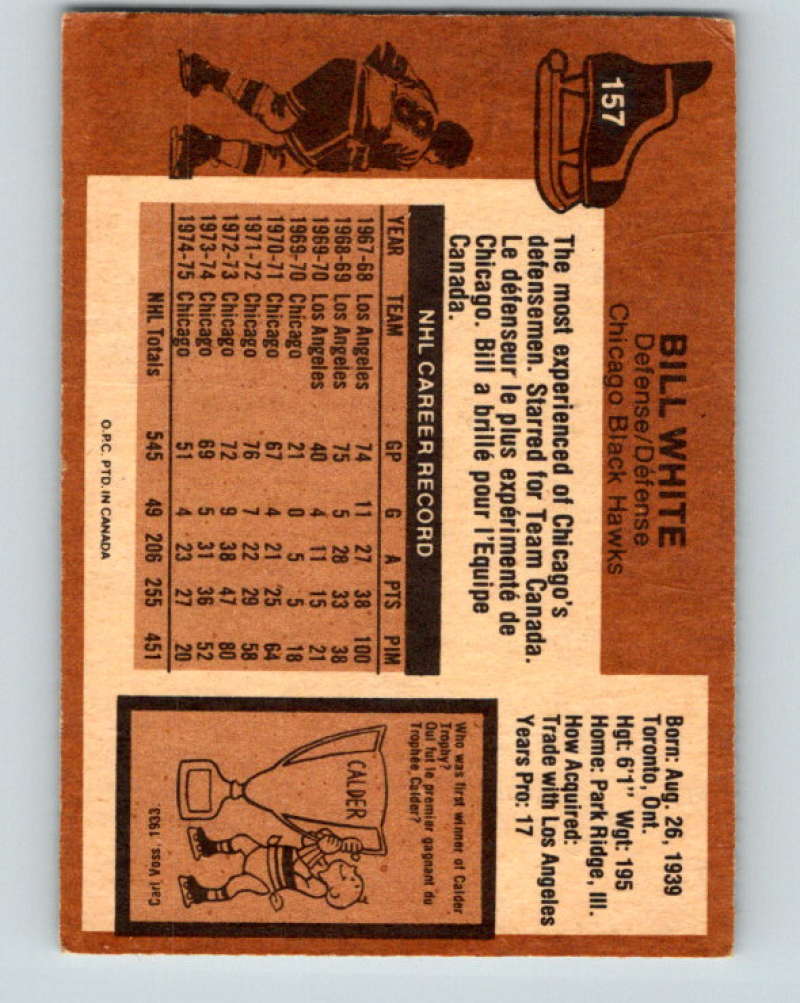 157
BILL WHITE
Defense/Défense
Chicago Black Hawks
The most experienced of Chicago's
defensemen. Starred for Team Canada.
Le défenseur le plus expérimenté de
Chicago. Bill a brillé pour l'Equipe
Canada.
NHL CAREER RECORD
YEAR TEAM GP G A PTS PIM
1967-68 Los Angeles 74 11 27 38 100
1968-69 Los Angeles 75 5 28 33 38
1969-70 Los Angeles 40 4 11 15 21
1969-70 Chicago 21 0 5 5 18
1970-71 Chicago 67 4 21 25 64
1971-72 Chicago 76 7 22 29 58
1972-73 Chicago 72 9 38 47 80
1973-74 Chicago 69 5 31 36 52
1974-75 Chicago 51 4 23 27 20
NHL Totals 545 49 206 255 451
O.P.C. PTD. IN CANADA
Born: Aug. 26, 1939
Toronto, Ont.
Hgt: 6'1" Wgt: 195
Home: Park Ridge, Ill.
How Acquired:
Trade with Los Angeles
Years Pro: 17
Who was first winner of Calder
Trophy?
Qui fut le premier gagnant du
Trophée Calder?
CALDER
Carl Voss, 1933
8